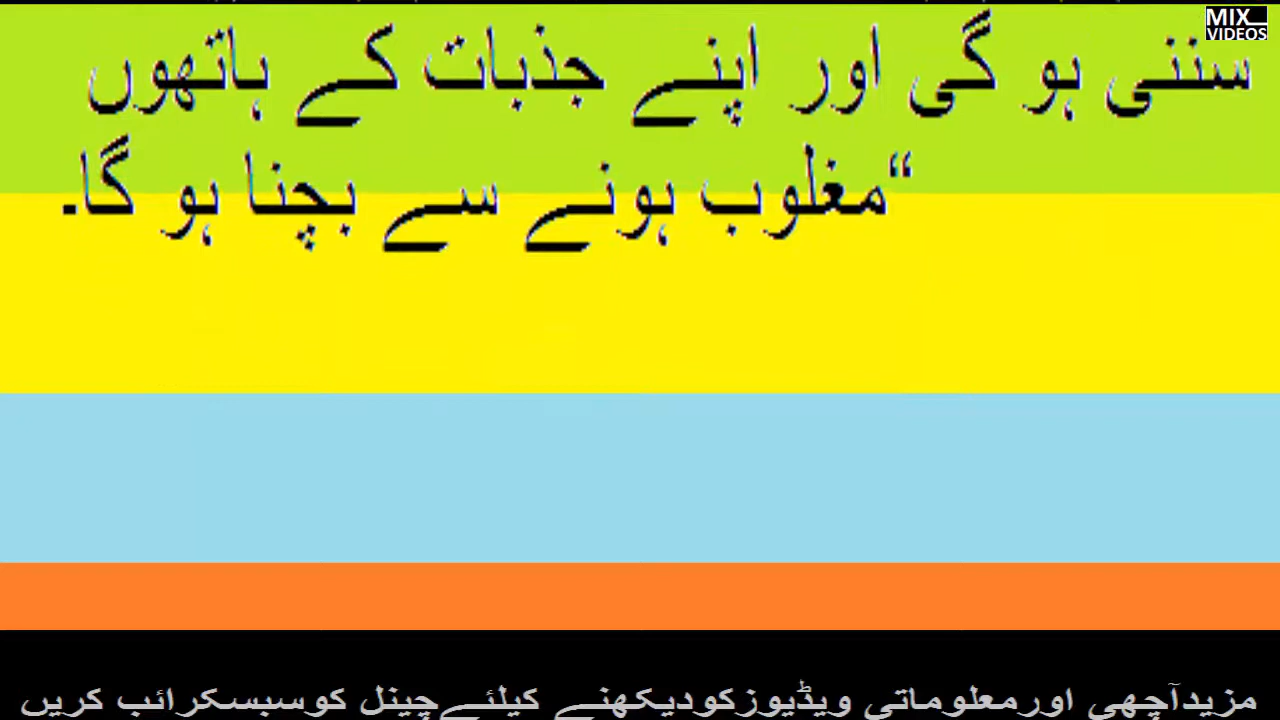 MIX
VIDEOS
سننی ہو گی اور اپنے جذبات کے ہاتھوں
“مغلوب ہونے سے بچنا ہو گا۔
مزیدآچھی اورمعلوماتی ویڈیوزکودیکھنے کیلئےچینل کوسبسکرائب کریں